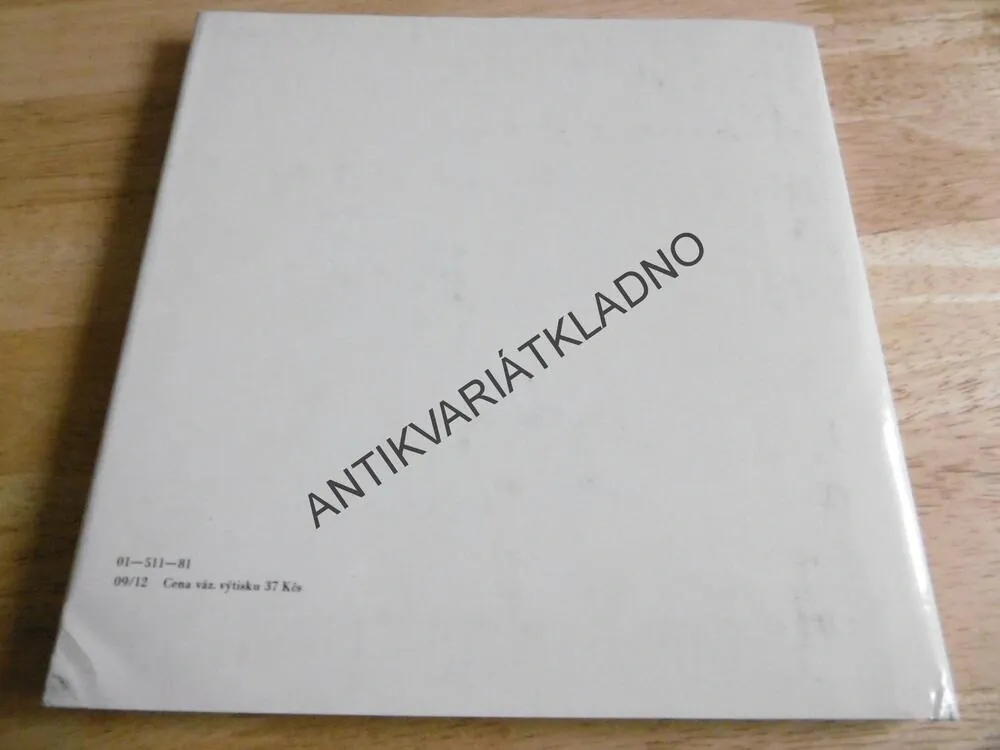 ANTIKVARIÁTKLADNO
01—511—81
09/12 Cena váz. výtisku 37 Kčs